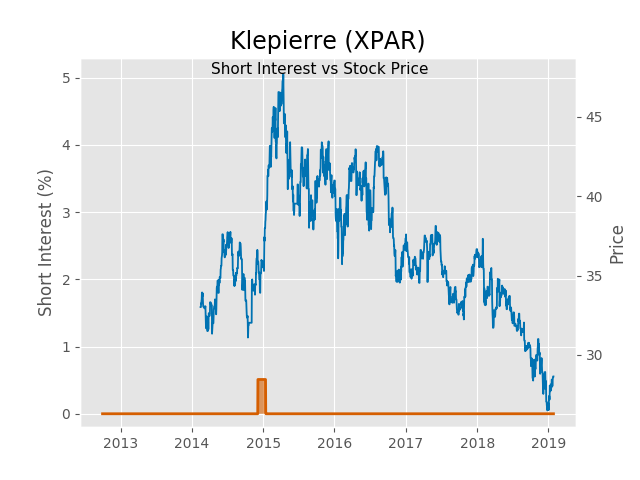 Klepierre (XPAR)
Short Interest vs Stock Price
Short Interest (%)
5
4
3
2
1
0
45
40
35
30
Price
2013 2014 2015 2016 2017 2018 2019